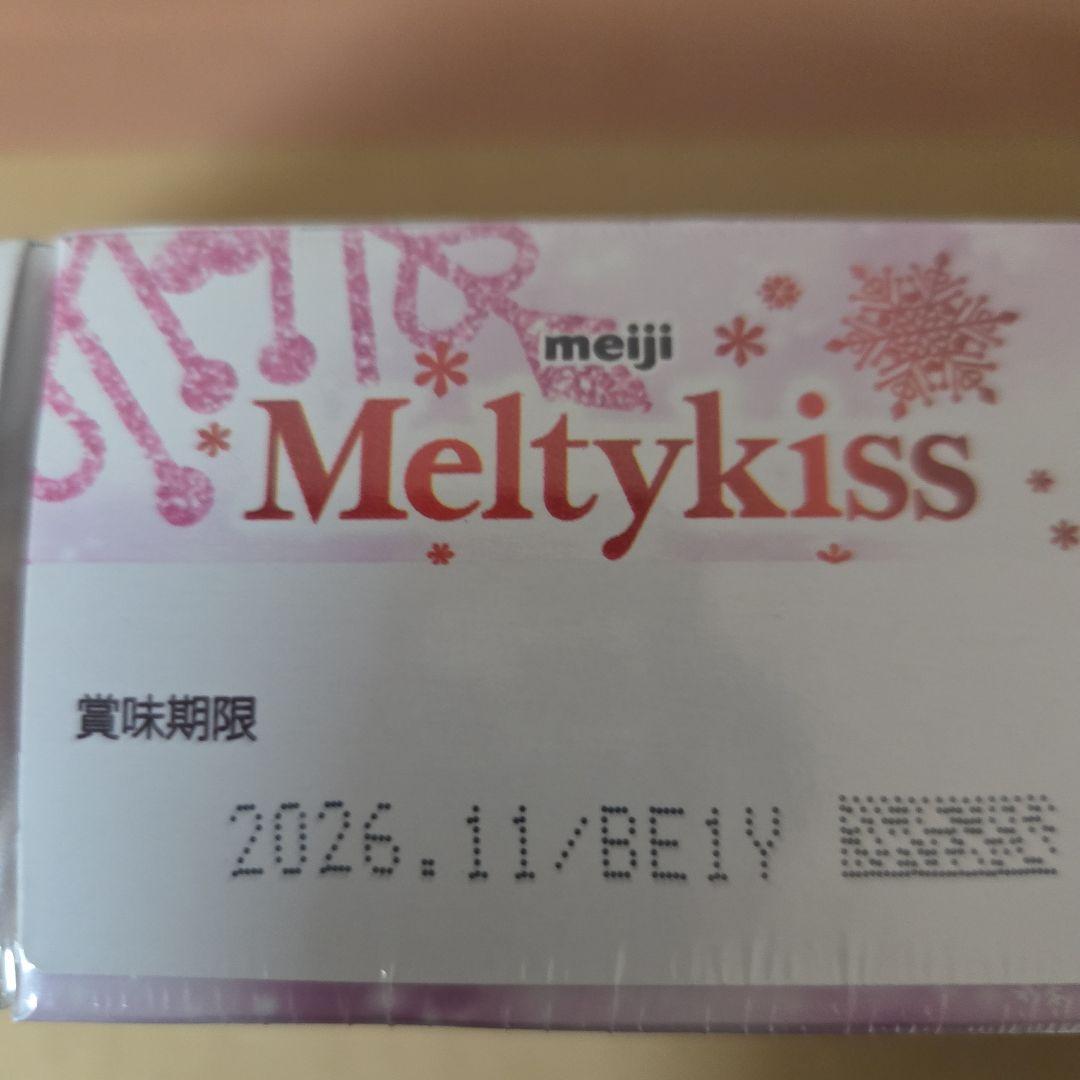 meiji
Meltykiss
賞味期限
2026.11/BE1Y